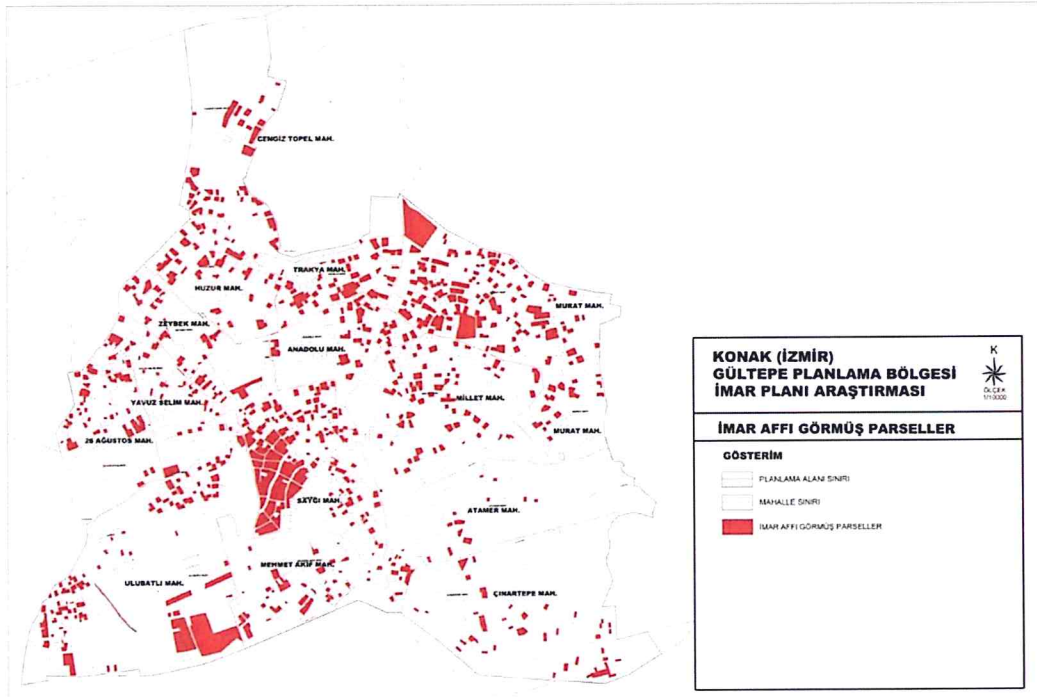 CENGİZ TOPEL MAH.
TRAKYA MAH.
HUZUR MAH.
MURAT MAH.
ZEYBEK MAH.
ANADOLU MAH.
YAVUZ SELİM MAH.
MİLLET MAH.
MURAT MAH.
26 AĞUSTOS MAH.
SAYGI MAH.
ATAMER MAH.
MEHMET AKİF MAH.
ULUBATLI MAH.
ÇINARTEPE MAH.
KONAK (İZMİR)
GÜLTEPE PLANLAMA BÖLGESİ
İMAR PLANI ARAŞTIRMASI
K
ÖLÇEK
1/10000
İMAR AFFI GÖRMÜŞ PARSELLER
GÖSTERİM
PLANLAMA ALANI SINIRI
MAHALLE SINIRI
İMAR AFFI GÖRMÜŞ PARSELLER